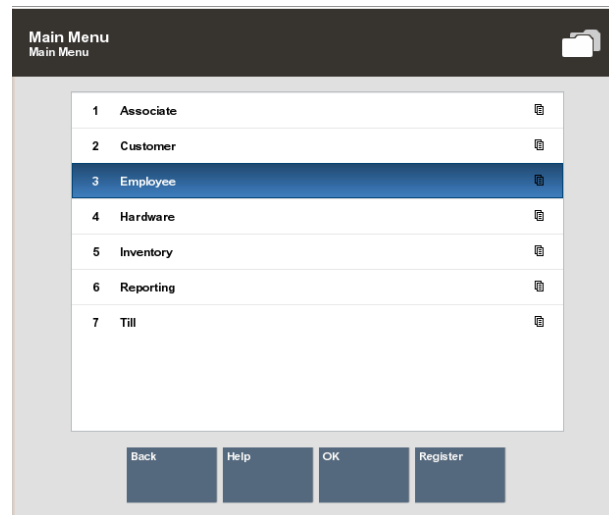 Main Menu
Main Menu
1 Associate
2 Customer
3 Employee
4 Hardware
5 Inventory
6 Reporting
7 Till
Back Help OK Register